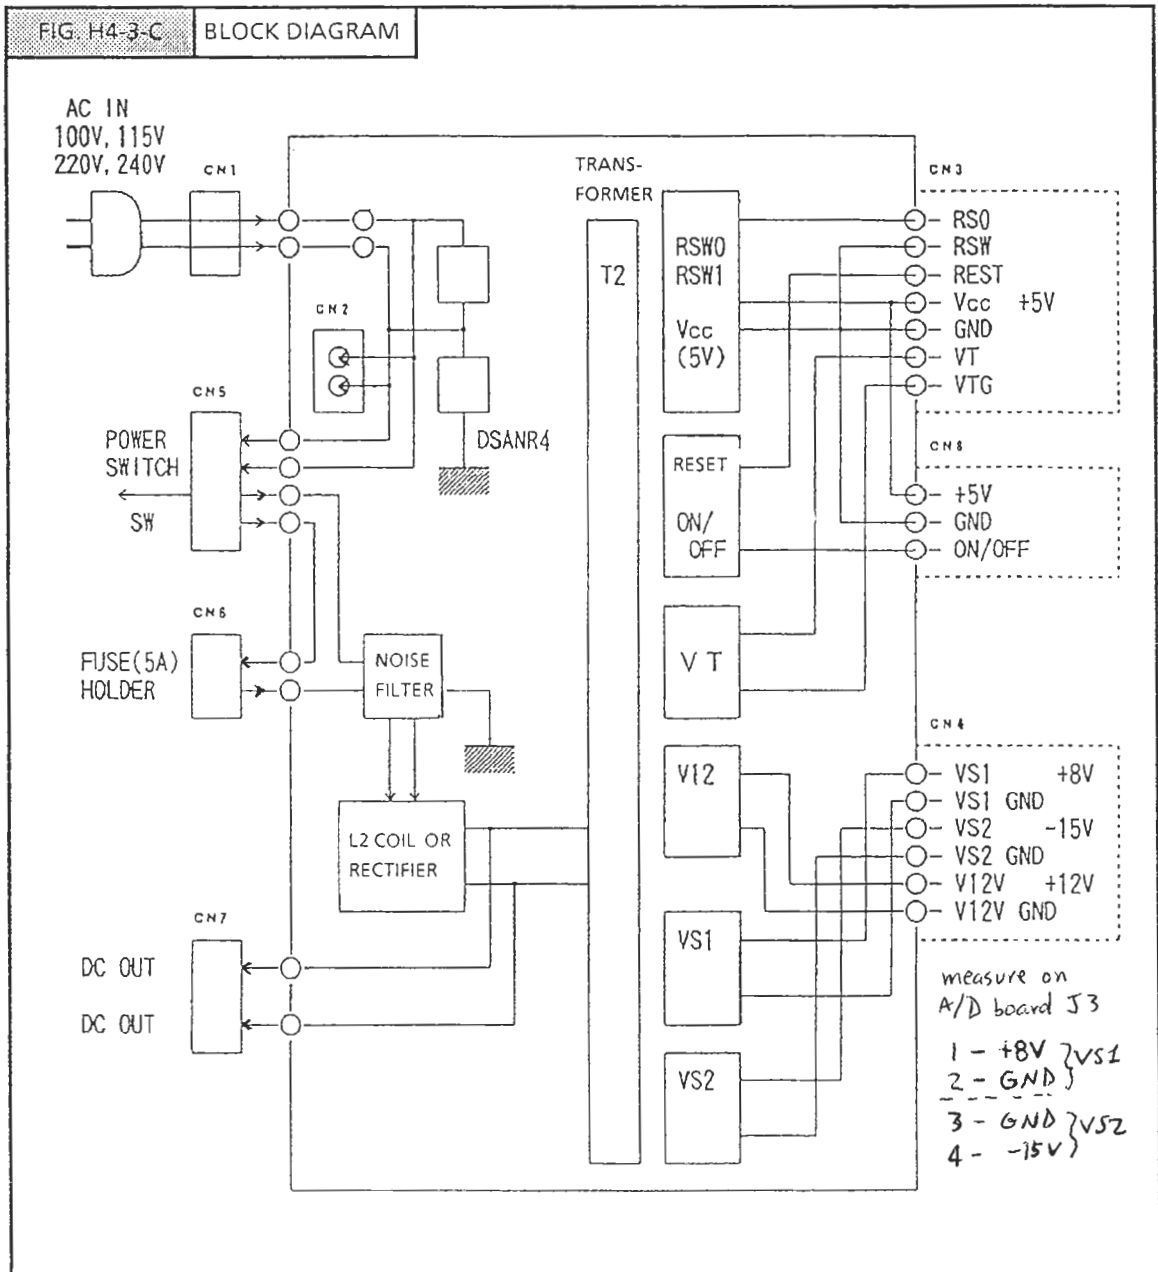 FIG. H4-3-C
BLOCK DIAGRAM
AC IN
100V, 115V
220V, 240V
CN1
TRANS-
FORMER
T2
CN2
CN5
POWER
SWITCH
SW
DSANR4
CN6
FUSE(5A)
HOLDER
NOISE
FILTER
L2 COIL OR
RECTIFIER
CN7
DC OUT
DC OUT
RSW0
RSW1
Vcc
(5V)
RESET
ON/
OFF
VT
V12
VS1
VS2
CN3
RS0
RSW
REST
Vcc +5V
GND
VT
VTG
CN8
+5V
GND
ON/OFF
CN4
VS1 +8V
VS1 GND
VS2 -15V
VS2 GND
V12V +12V
V12V GND
measure on
A/D board J3
1 - +8V } VS1
2 - GND
3 - GND } VS2
4 - -15V